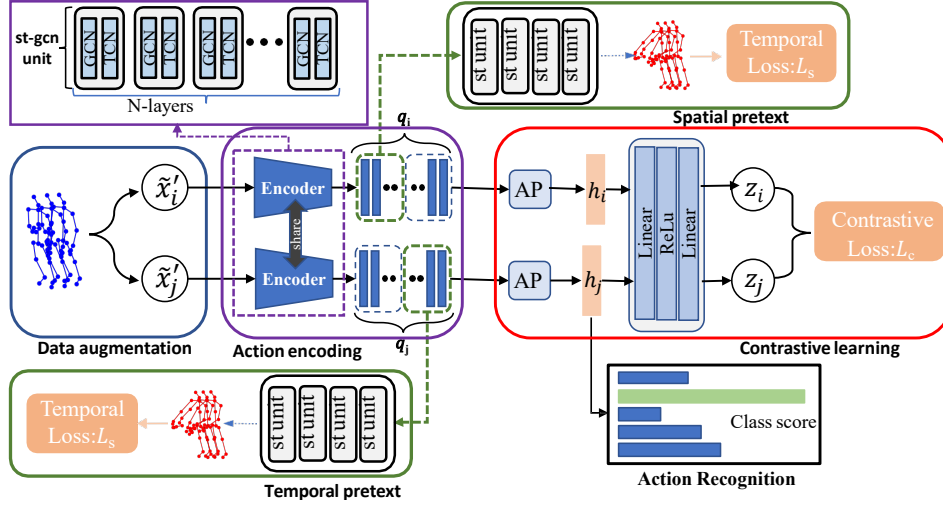 st-gcn
unit
GCN
TCN
GCN
TCN
GCN
TCN
GCN
TCN
N-layers
st unit
st unit
st unit
st unit
Temporal
Loss:Ls
Spatial pretext
qi
x̃′i
Encoder
share
x̃′j
Encoder
qj
Data augmentation
Action encoding
AP
hi
AP
hj
Linear
ReLu
Linear
zi
zj
Contrastive
Loss:Lc
Contrastive learning
Temporal
Loss:Ls
st unit
st unit
st unit
st unit
Temporal pretext
Class score
Action Recognition